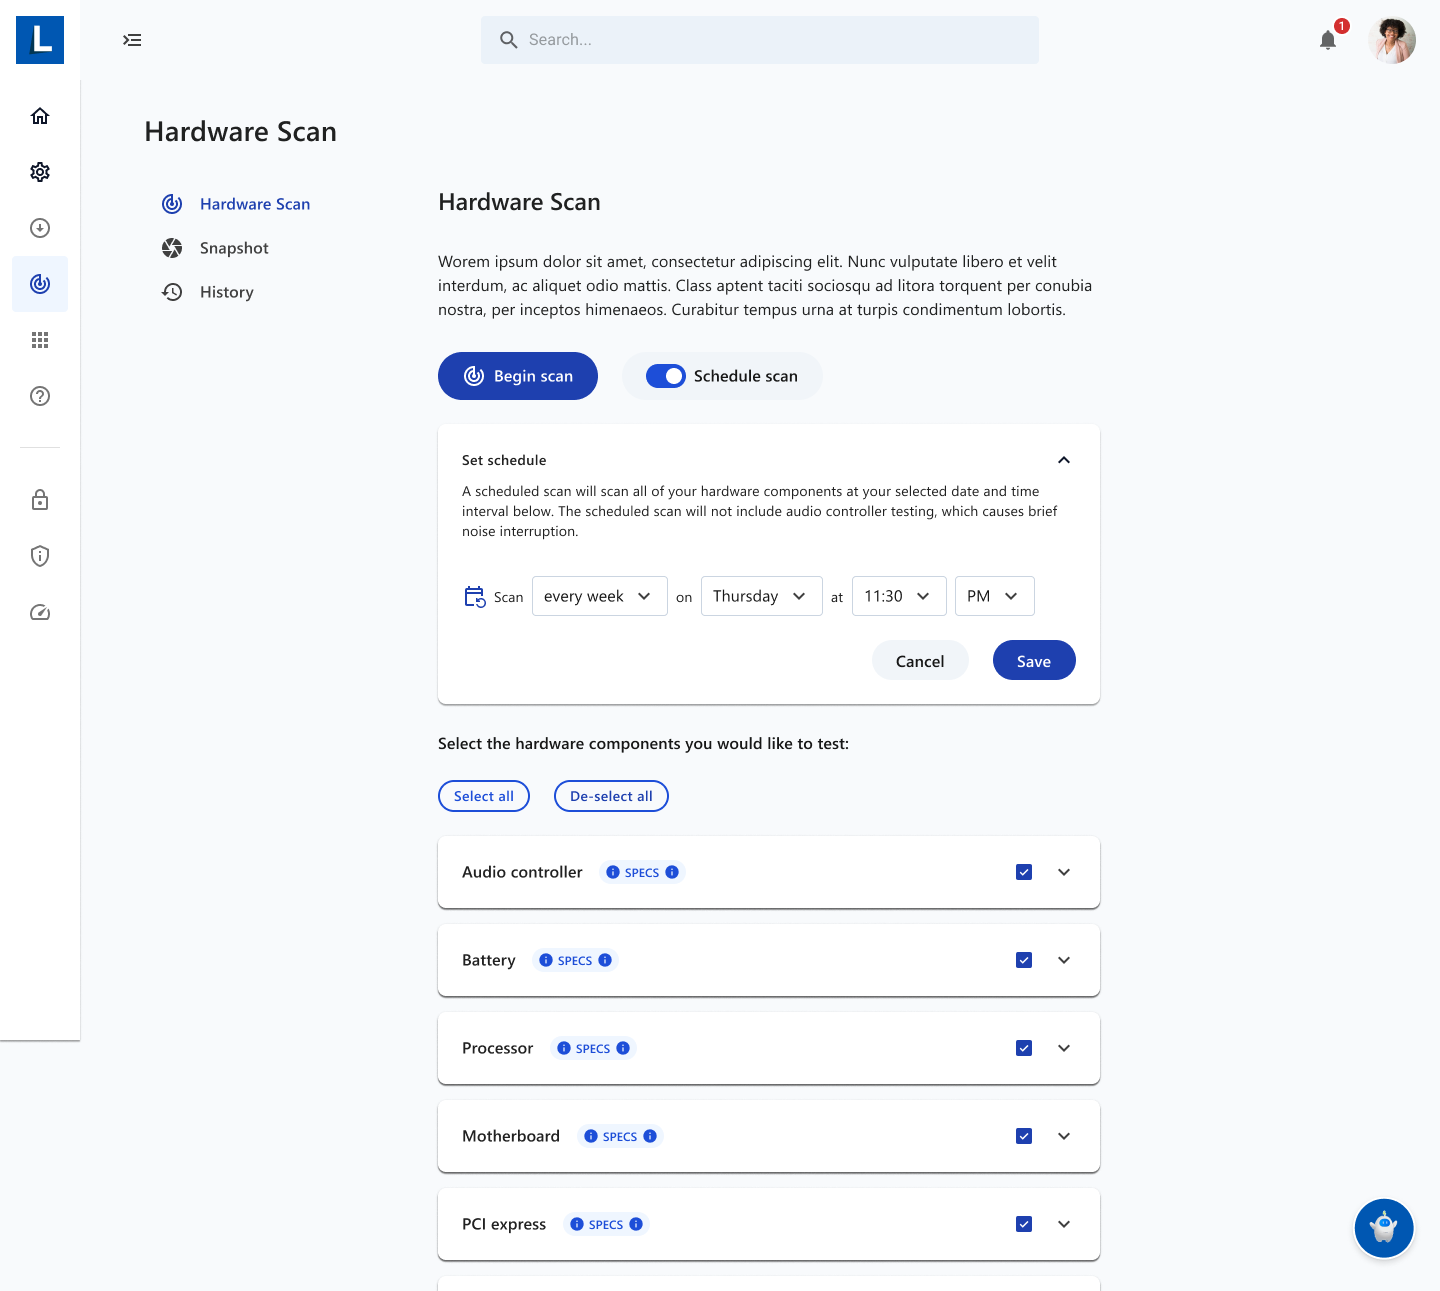 L
Search...
1
Hardware Scan
Hardware Scan
Snapshot
History
Hardware Scan
Worem ipsum dolor sit amet, consectetur adipiscing elit. Nunc vulputate libero et velit
interdum, ac aliquet odio mattis. Class aptent taciti sociosqu ad litora torquent per conubia
nostra, per inceptos himenaeos. Curabitur tempus urna at turpis condimentum lobortis.
Begin scan
Schedule scan
Set schedule
A scheduled scan will scan all of your hardware components at your selected date and time
interval below. The scheduled scan will not include audio controller testing, which causes brief
noise interruption.
Scan every week on Thursday at 11:30 PM
Cancel
Save
Select the hardware components you would like to test:
Select all
De-select all
Audio controller SPECS
Battery SPECS
Processor SPECS
Motherboard SPECS
PCI express SPECS